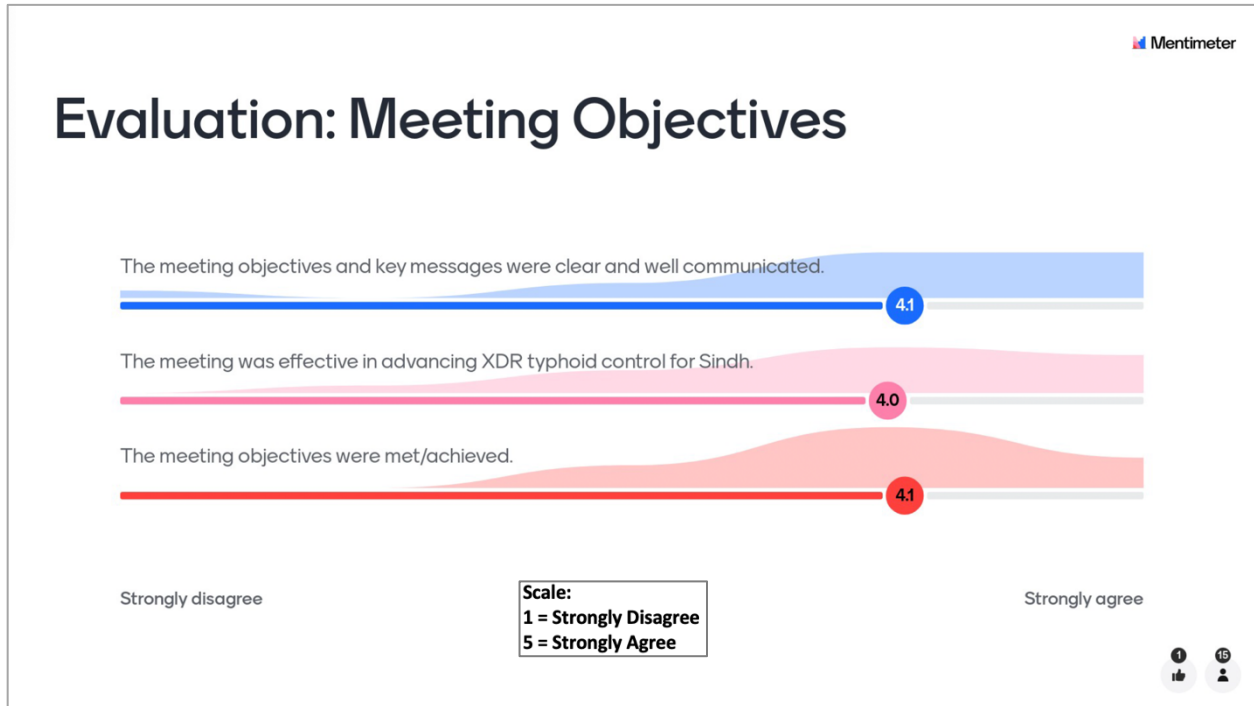 Mentimeter
Evaluation: Meeting Objectives
The meeting objectives and key messages were clear and well communicated.
4.1
The meeting was effective in advancing XDR typhoid control for Sindh.
4.0
The meeting objectives were met/achieved.
4.1
Strongly disagree
Scale:
1 = Strongly Disagree
5 = Strongly Agree
Strongly agree
1
15